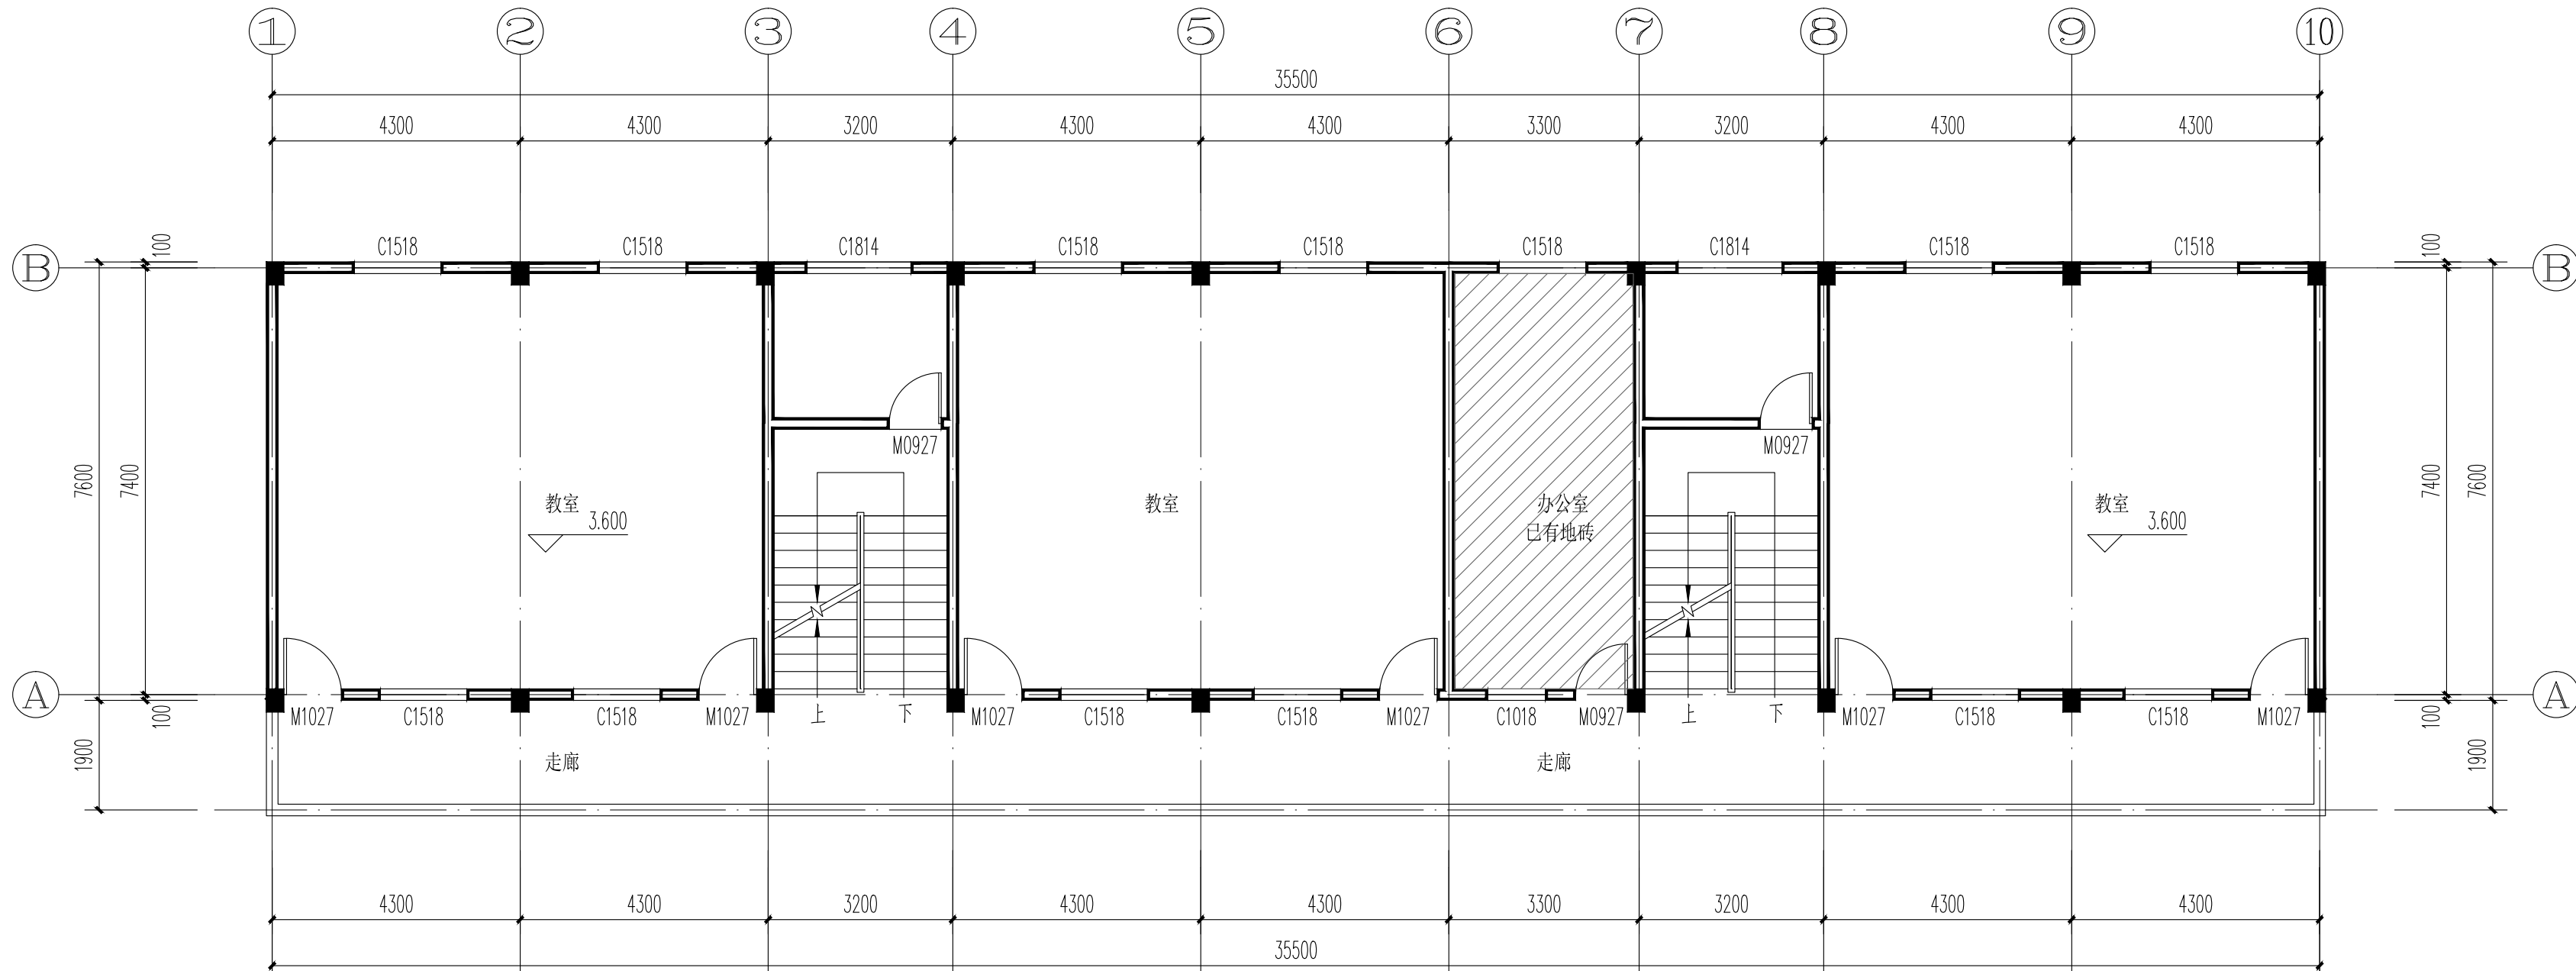 1 2 3 4 5 6 7 8 9 10
35500
4300 4300 3200 4300 4300 3300 3200 4300 4300
C1518 C1518 C1814 C1518 C1518 C1518 C1814 C1518 C1518
100 100
B B
M0927 M0927
7600 7400 7400 7600
教室 教室 办公室 教室
3.600 已有地砖 3.600
A A
M1027 C1518 C1518 M1027 上 下 M1027 C1518 C1518 M1027 C1018 M0927 上 下 M1027 C1518 C1518 M1027
100 100
1900 走廊 走廊 1900
4300 4300 3200 4300 4300 3300 3200 4300 4300
35500